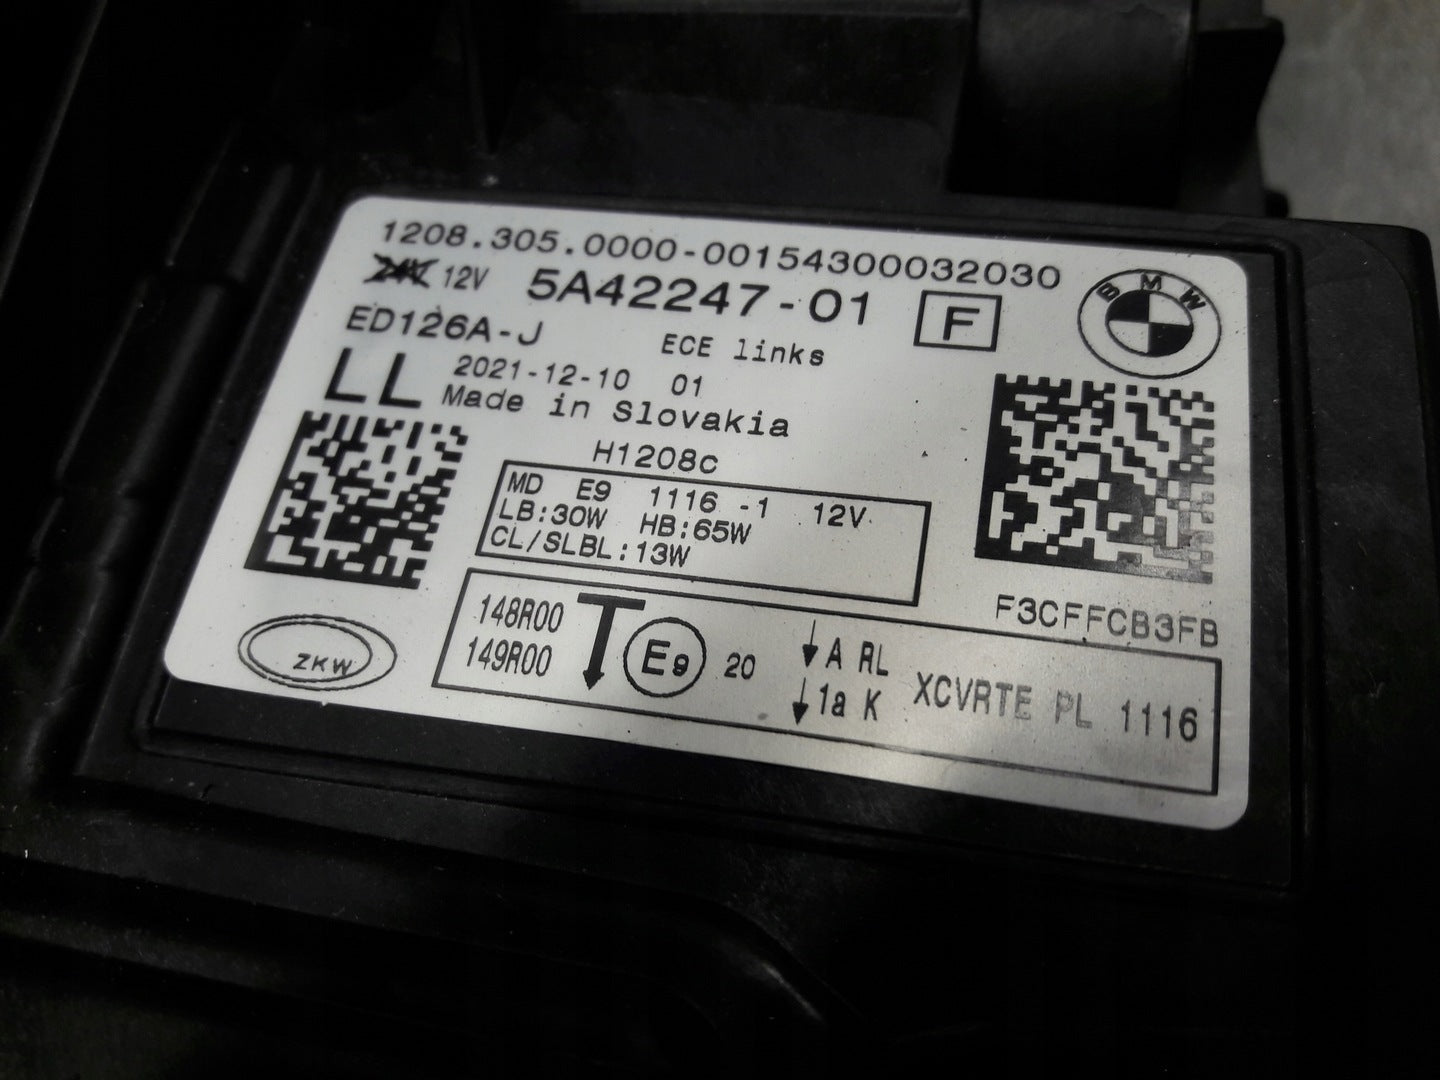 1208.305.0000-00154300032030
24V 12V 5A42247-01 F
BMW
ED126A-J ECE links
LL 2021-12-10 01
Made in Slovakia
H1208c
MD E9 1116 -1 12V
LB:30W HB:65W
CL/SLBL:13W
F3CFFCB3FB
ZKW
148R00
149R00
T E9 20
A RL
1a K
XCVRTE PL 1116